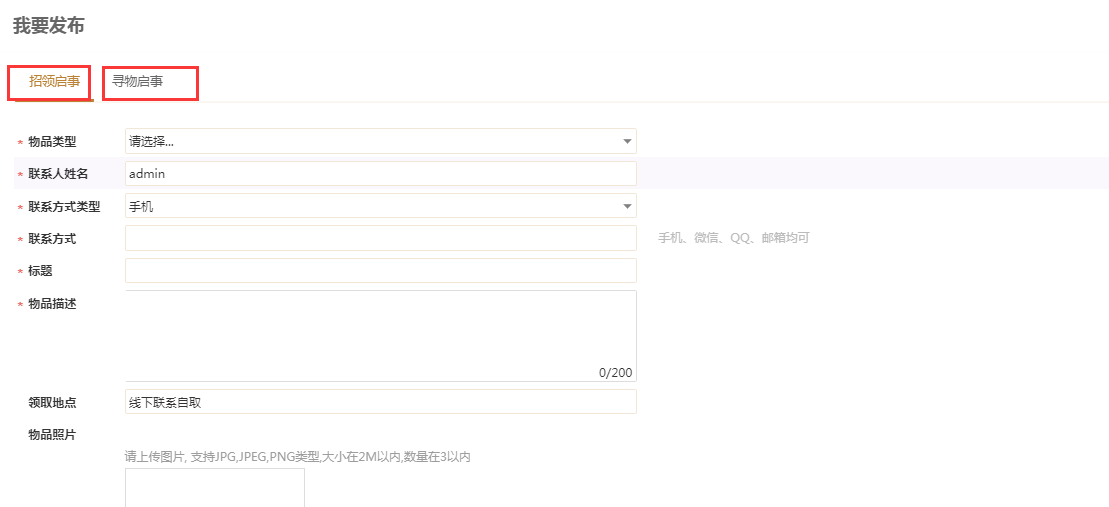 我要发布
招领启事 寻物启事
* 物品类型 请选择...
* 联系人姓名 admin
* 联系方式类型 手机
* 联系方式 手机、微信、QQ、邮箱均可
* 标题
* 物品描述
0/200
领取地点 线下联系自取
物品照片
请上传图片, 支持JPG,JPEG,PNG类型,大小在2M以内,数量在3以内